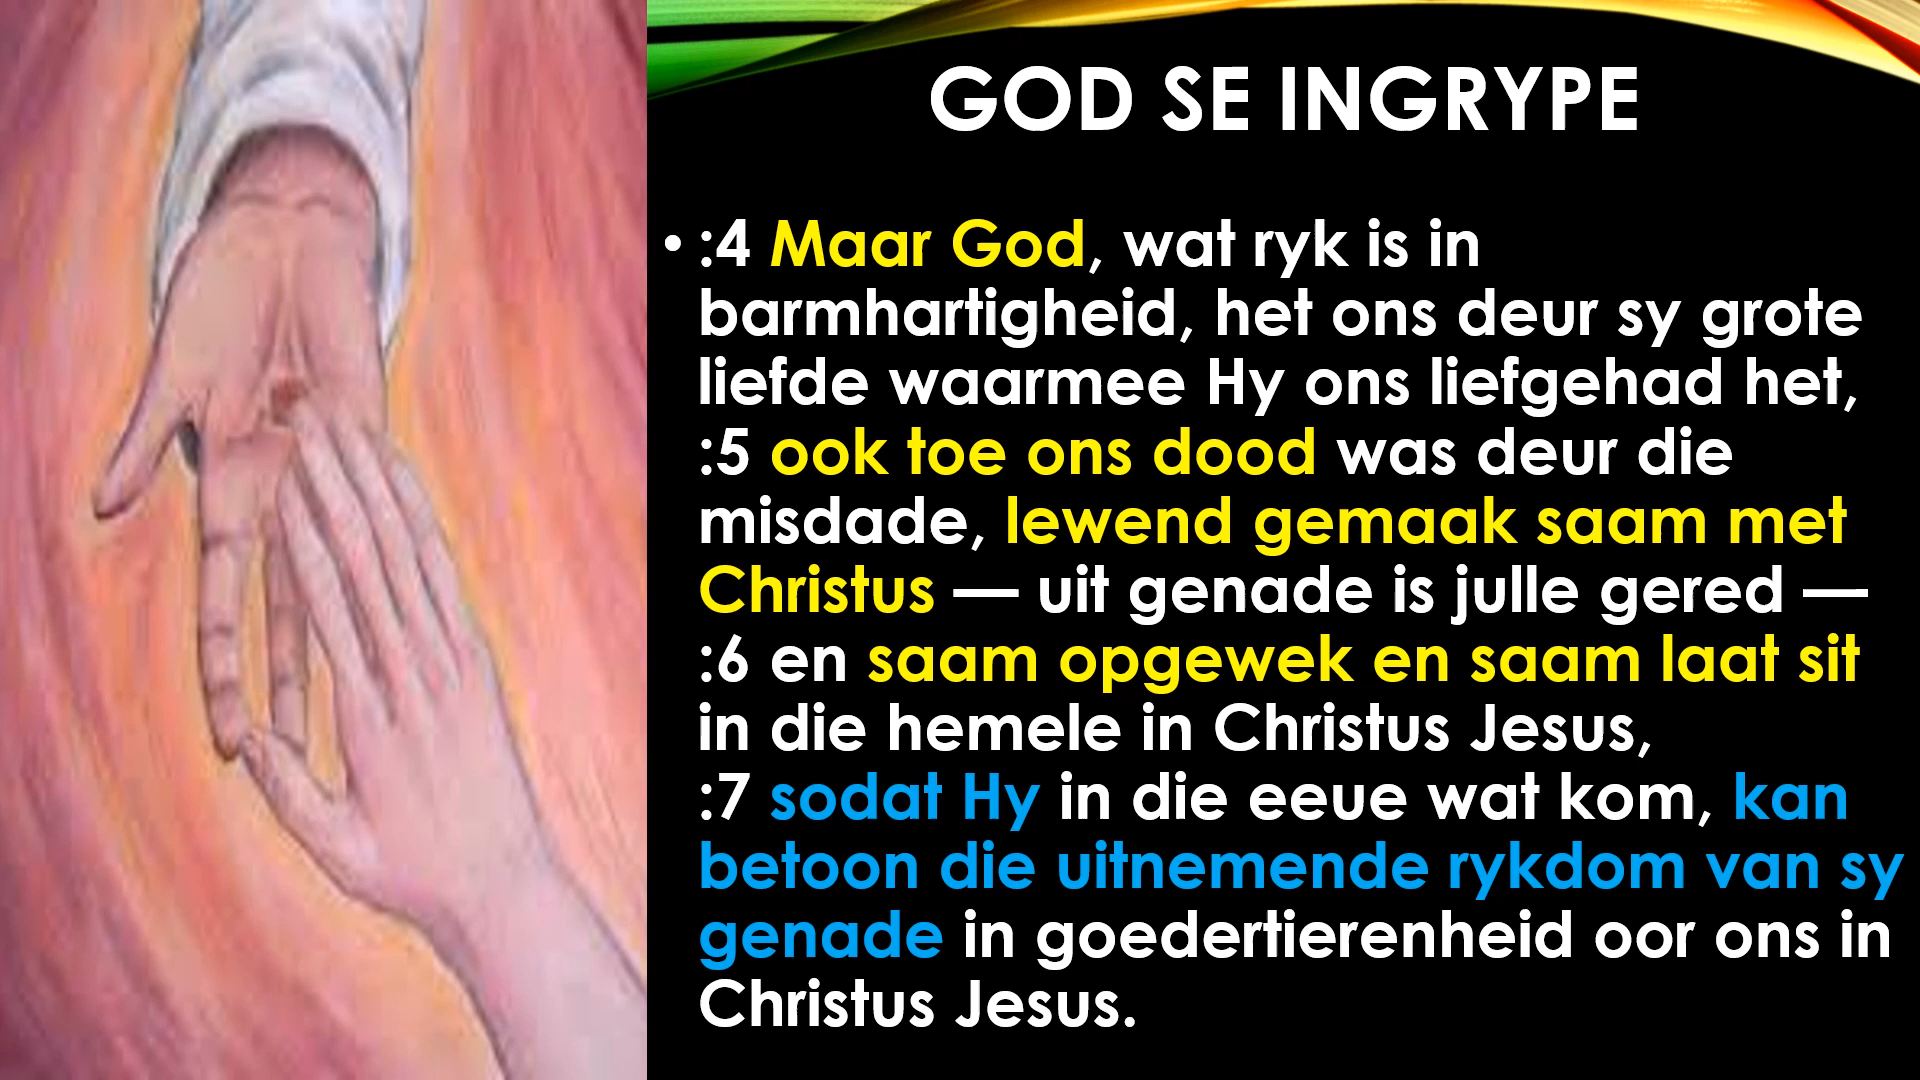 GOD SE INGRYPE
• :4 Maar God, wat ryk is in
barmhartigheid, het ons deur sy grote
liefde waarmee Hy ons liefgehad het,
:5 ook toe ons dood was deur die
misdade, lewend gemaak saam met
Christus — uit genade is julle gered —
:6 en saam opgewek en saam laat sit
in die hemele in Christus Jesus,
:7 sodat Hy in die eeue wat kom, kan
betoon die uitnemende rykdom van sy
genade in goedertierenheid oor ons in
Christus Jesus.